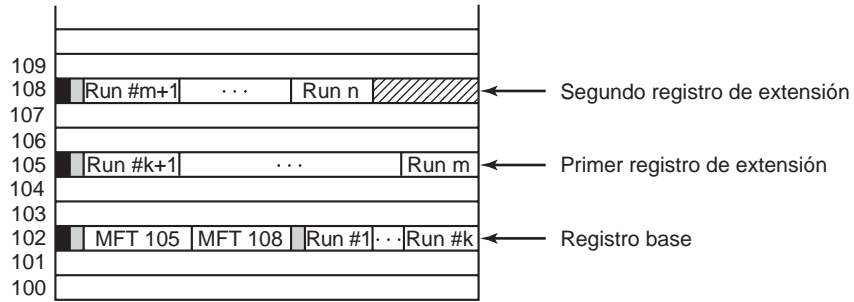 109
108 Run #m+1 · · · Run n Segundo registro de extensión
107
106
105 Run #k+1 · · · Run m Primer registro de extensión
104
103
102 MFT 105 MFT 108 Run #1 · · · Run #k Registro base
101
100